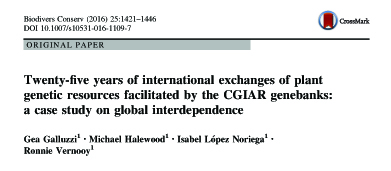 Biodivers Conserv (2016) 25:1421–1446
DOI 10.1007/s10531-016-1109-7
CrossMark
ORIGINAL PAPER
Twenty-five years of international exchanges of plant
genetic resources facilitated by the CGIAR genebanks:
a case study on global interdependence
Gea Galluzzi¹ · Michael Halewood¹ · Isabel López Noriega¹ ·
Ronnie Vernooy¹